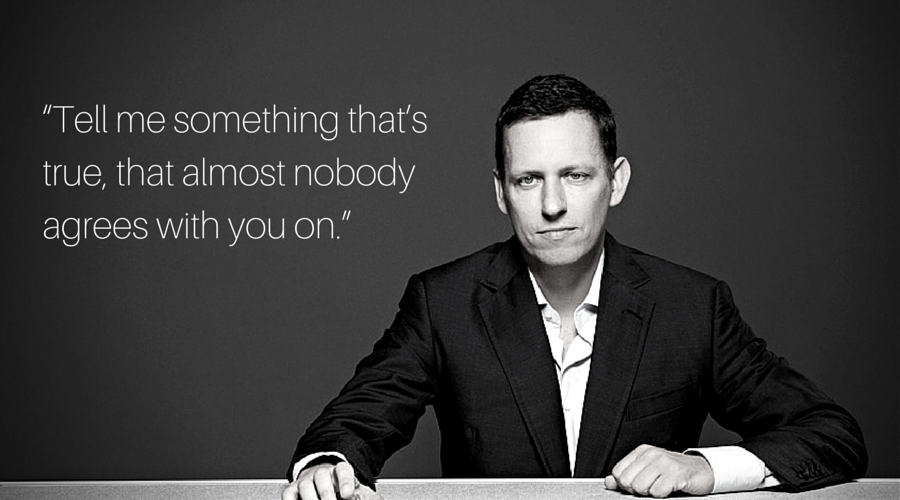 “Tell me something that’s
true, that almost nobody
agrees with you on.”